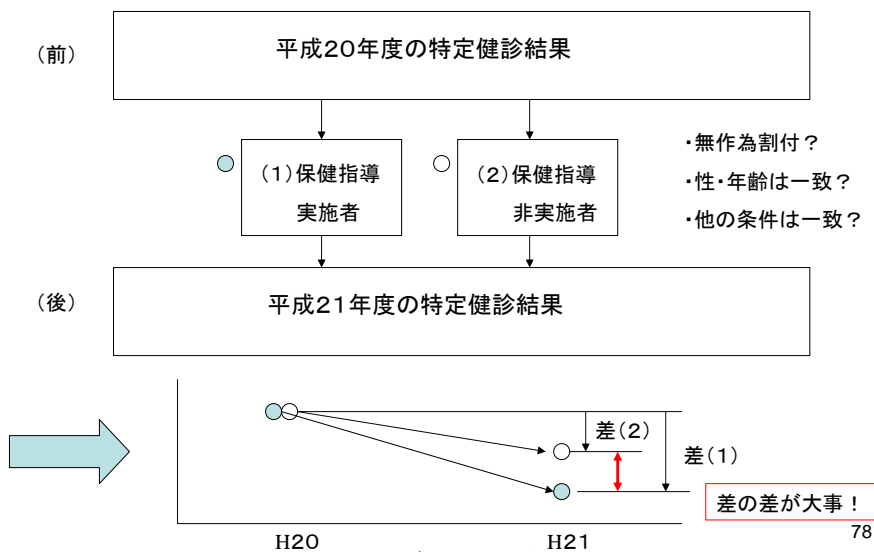 (前)
平成20年度の特定健診結果
(1)保健指導
実施者
(2)保健指導
非実施者
・無作為割付？
・性・年齢は一致？
・他の条件は一致？
(後)
平成21年度の特定健診結果
差(2)
差(1)
差の差が大事！
H20
H21
78